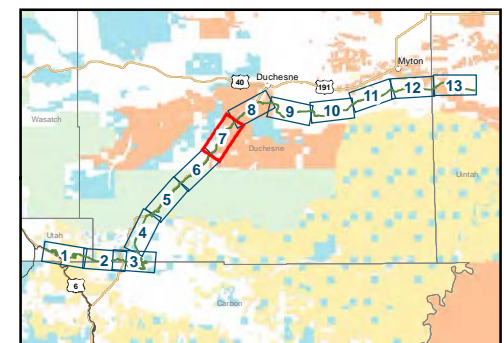 Myton
40
Duchesne
191
8
9
10
11
12
13
Wasatch
7
Duchesne
6
Uintah
5
4
Utah
1
2
3
6
Carbon